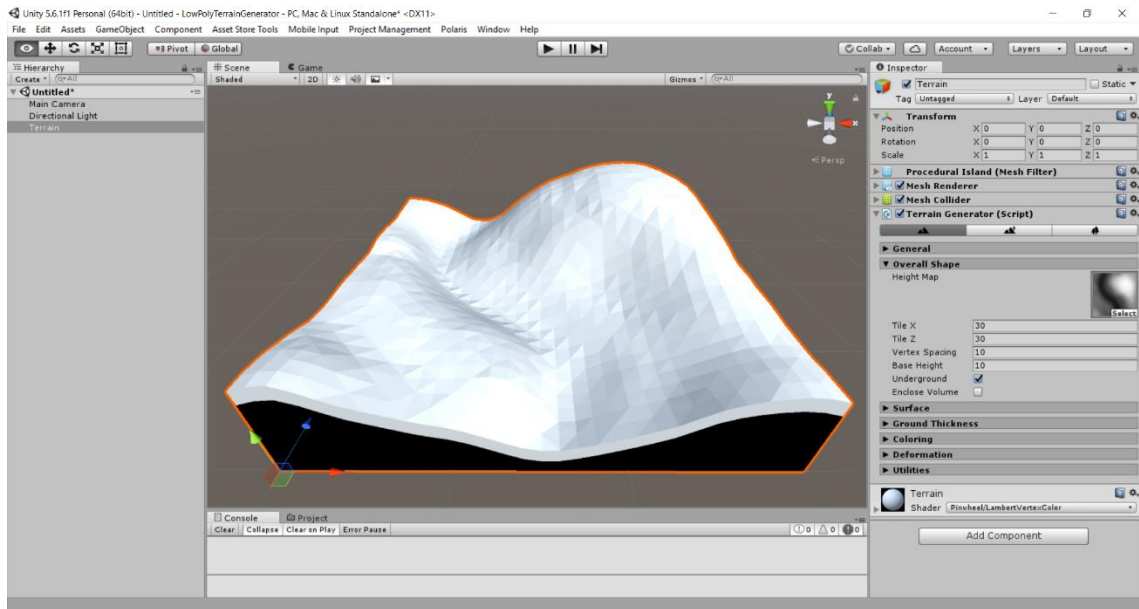 Unity 5.6.1f1 Personal (64bit) - Untitled - LowPolyTerrainGenerator - PC, Mac & Linux Standalone* <DX11>
File Edit Assets GameObject Component Asset Store Tools Mobile Input Project Management Polaris Window Help
Pivot Global Collab Account Layers Layout
Hierarchy
Create All
Untitled*
Main Camera
Directional Light
Terrain
Scene Game
Shaded 2D Gizmos All
y
x
Persp
Console Project
Clear Collapse Clear on Play Error Pause 0 0 0
Inspector
Terrain Static
Tag Untagged Layer Default
Transform
Position X 0 Y 0 Z 0
Rotation X 0 Y 0 Z 0
Scale X 1 Y 1 Z 1
Procedural Island (Mesh Filter)
Mesh Renderer
Mesh Collider
Terrain Generator (Script)
General
Overall Shape
Height Map
Select
Tile X 30
Tile Z 30
Vertex Spacing 10
Base Height 10
Underground
Enclose Volume
Surface
Ground Thickness
Coloring
Deformation
Utilities
Terrain
Shader Pinwheel/LambertVertexColor
Add Component